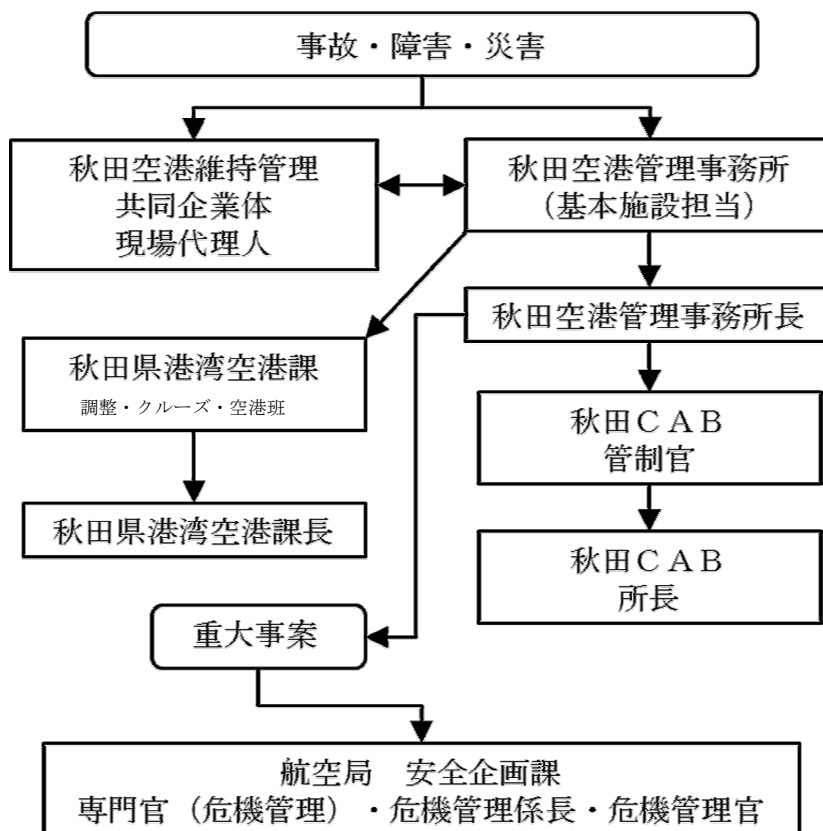 事故・障害・災害
秋田空港維持管理
共同企業体
現場代理人
秋田空港管理事務所
(基本施設担当)
秋田空港管理事務所長
秋田県港湾空港課
調整・クルーズ・空港班
秋田CAB
管制官
秋田県港湾空港課長
秋田CAB
所長
重大事案
航空局 安全企画課
専門官(危機管理)・危機管理係長・危機管理官